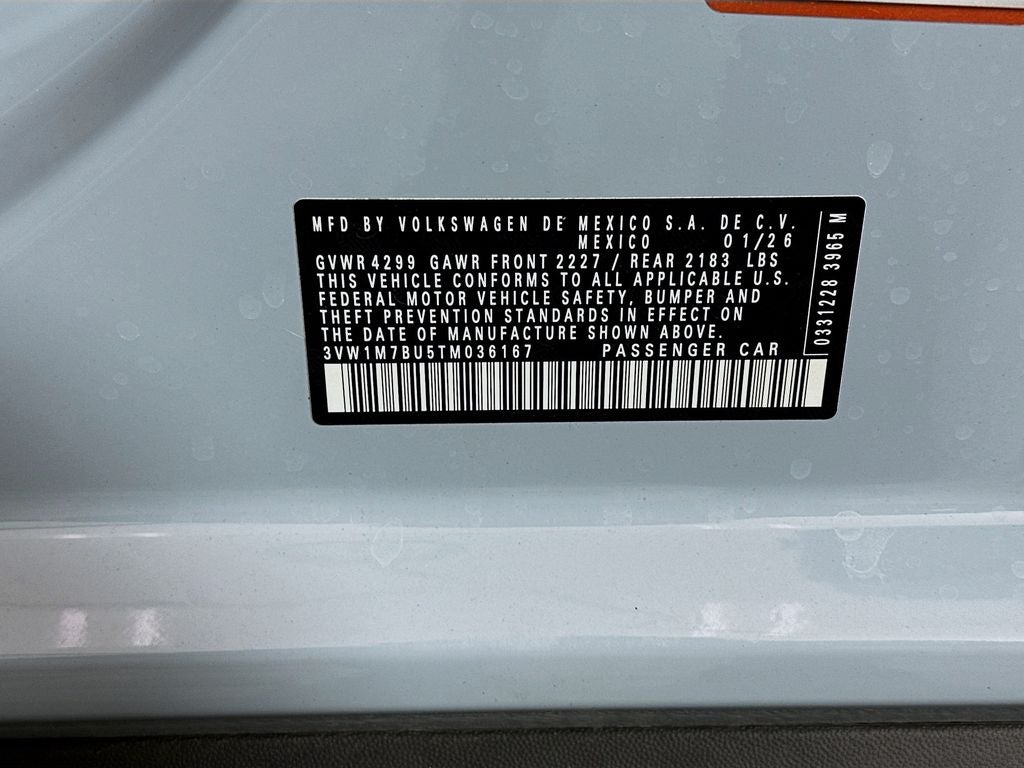 MFD BY VOLKSWAGEN DE MEXICO S.A. DE C.V.
MEXICO 01/26
GVWR 4299 GAWR FRONT 2227 / REAR 2183 LBS
THIS VEHICLE CONFORMS TO ALL APPLICABLE U.S.
FEDERAL MOTOR VEHICLE SAFETY, BUMPER AND
THEFT PREVENTION STANDARDS IN EFFECT ON
THE DATE OF MANUFACTURE SHOWN ABOVE.
3VW1M7BU5TM036167 PASSENGER CAR
0331228 3965 M